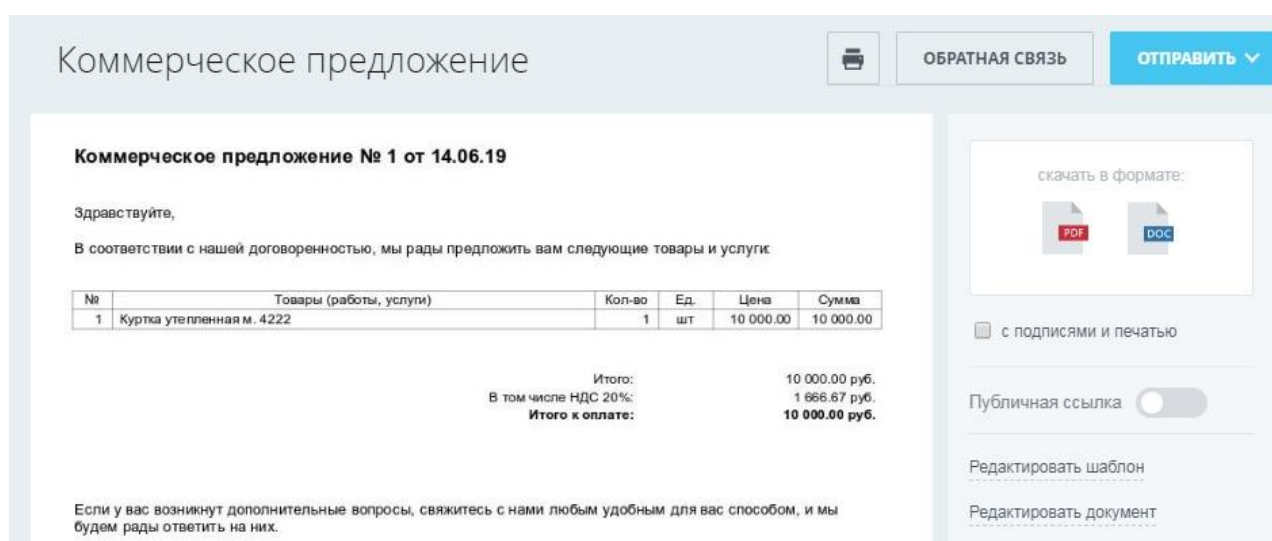 Коммерческое предложение
ОБРАТНАЯ СВЯЗЬ
ОТПРАВИТЬ
Коммерческое предложение № 1 от 14.06.19
Здравствуйте,
В соответствии с нашей договоренностью, мы рады предложить вам следующие товары и услуги:
№ Товары (работы, услуги) Кол-во Ед. Цена Сумма
1 Куртка утепленная м. 4222 1 шт 10 000.00 10 000.00
Итого: 10 000.00 руб.
В том числе НДС 20%: 1 666.67 руб.
Итого к оплате: 10 000.00 руб.
Если у вас возникнут дополнительные вопросы, свяжитесь с нами любым удобным для вас способом, и мы
будем рады ответить на них.
скачать в формате:
PDF DOC
с подписями и печатью
Публичная ссылка
Редактировать шаблон
Редактировать документ